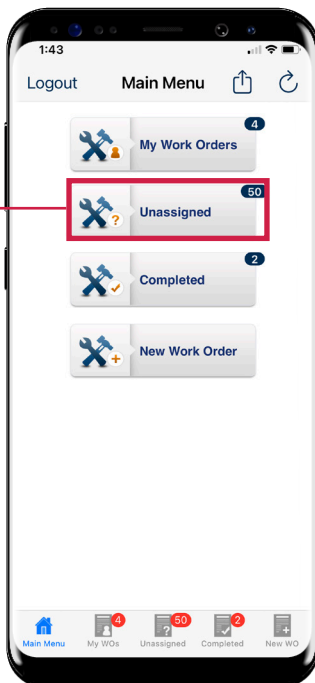 1:43
Logout Main Menu
4
My Work Orders
50
Unassigned
?
2
Completed
New Work Order
4 50 2
Main Menu My WOs Unassigned Completed New WO